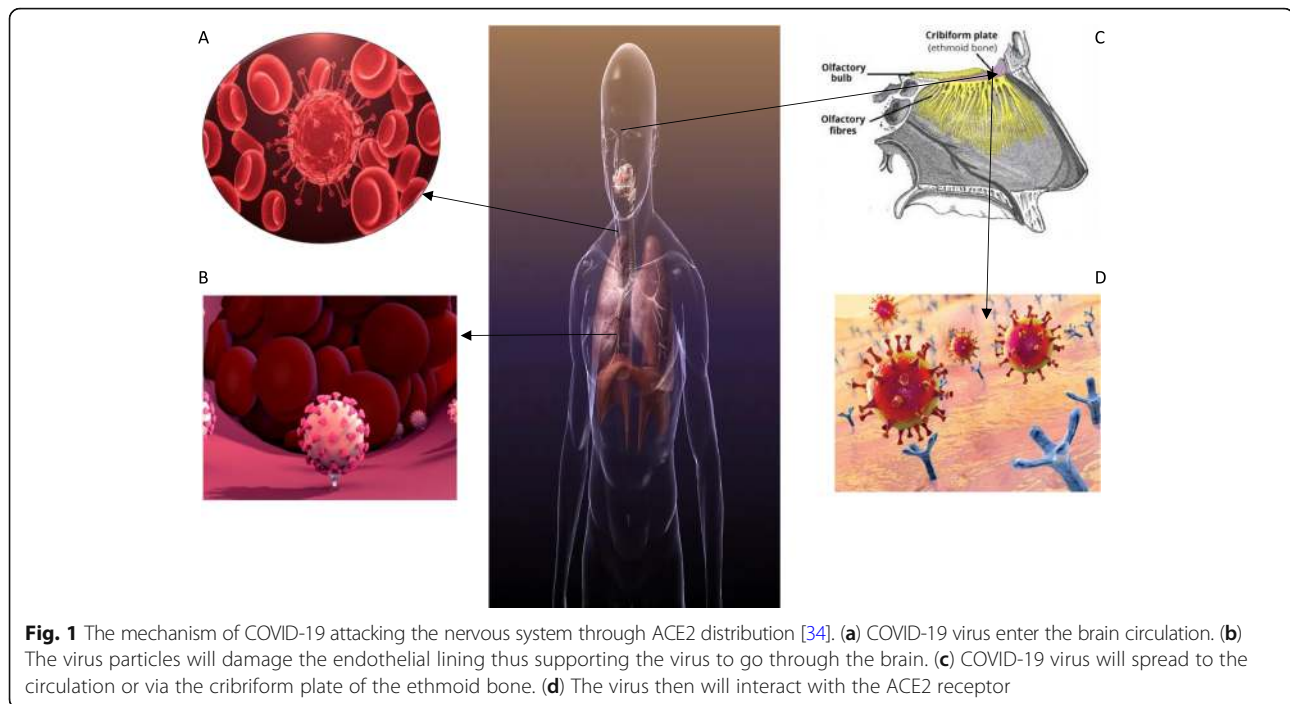 A
B
Cribiform plate
(ethmoid bone)
C
Olfactory
bulb
Olfactory
fibres
D
Fig. 1 The mechanism of COVID-19 attacking the nervous system through ACE2 distribution [34]. (a) COVID-19 virus enter the brain circulation. (b)
The virus particles will damage the endothelial lining thus supporting the virus to go through the brain. (c) COVID-19 virus will spread to the
circulation or via the cribriform plate of the ethmoid bone. (d) The virus then will interact with the ACE2 receptor